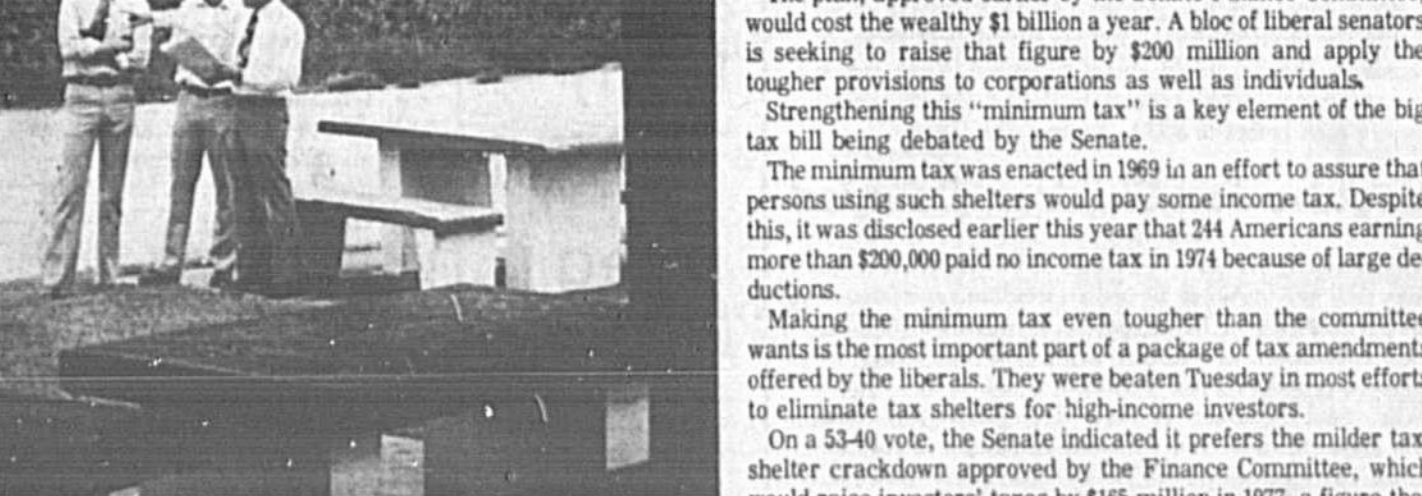 would cost the wealthy $1 billion a year. A bloc of liberal senators
is seeking to raise that figure by $200 million and apply the
tougher provisions to corporations as well as individuals.
Strengthening this "minimum tax" is a key element of the big
tax bill being debated by the Senate.
The minimum tax was enacted in 1969 in an effort to assure that
persons using such shelters would pay some income tax. Despite
this, it was disclosed earlier this year that 244 Americans earning
more than $200,000 paid no income tax in 1974 because of large de-
ductions.
Making the minimum tax even tougher than the committee
wants is the most important part of a package of tax amendments
offered by the liberals. They were beaten Tuesday in most efforts
to eliminate tax shelters for high-income investors.
On a 53-40 vote, the Senate indicated it prefers the milder tax
shelter crackdown approved by the Finance Committee, which